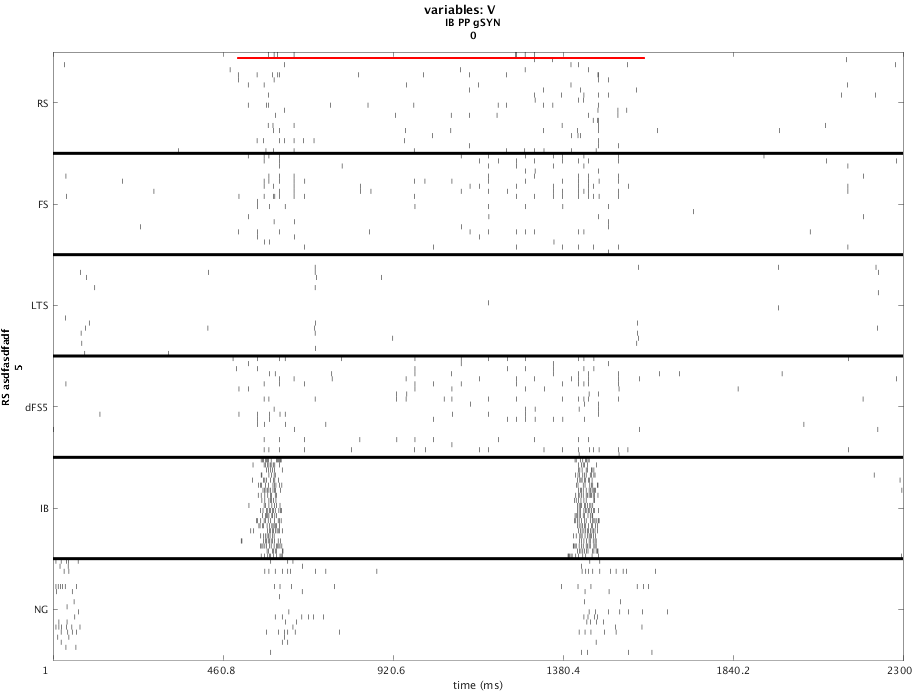 variables: V
IB PP gSYN
0
RS
FS
LTS
dFS5
IB
NG
RS asdfasdfadf
5
1
460.8
920.6
1380.4
1840.2
2300
time (ms)